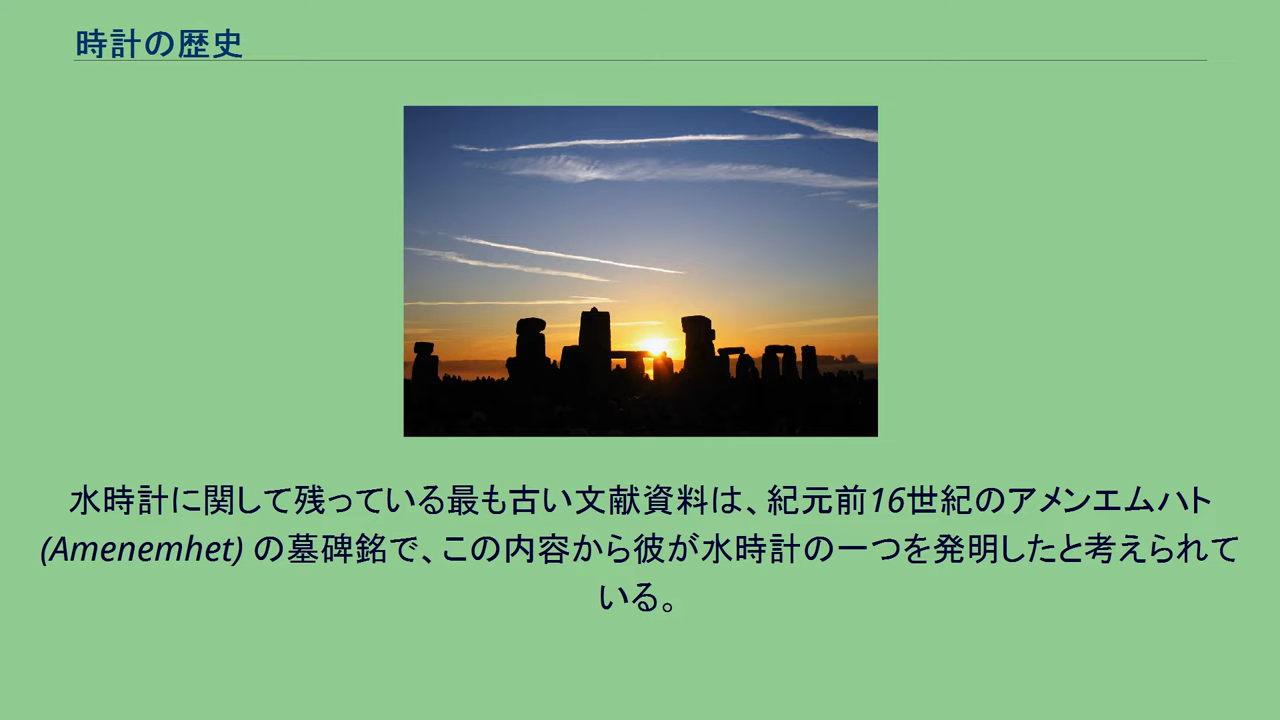 時計の歴史
水時計に関して残っている最も古い文献資料は、紀元前16世紀のアメンエムハト
(Amenemhet) の墓碑銘で、この内容から彼が水時計の一つを発明したと考えられて
いる。